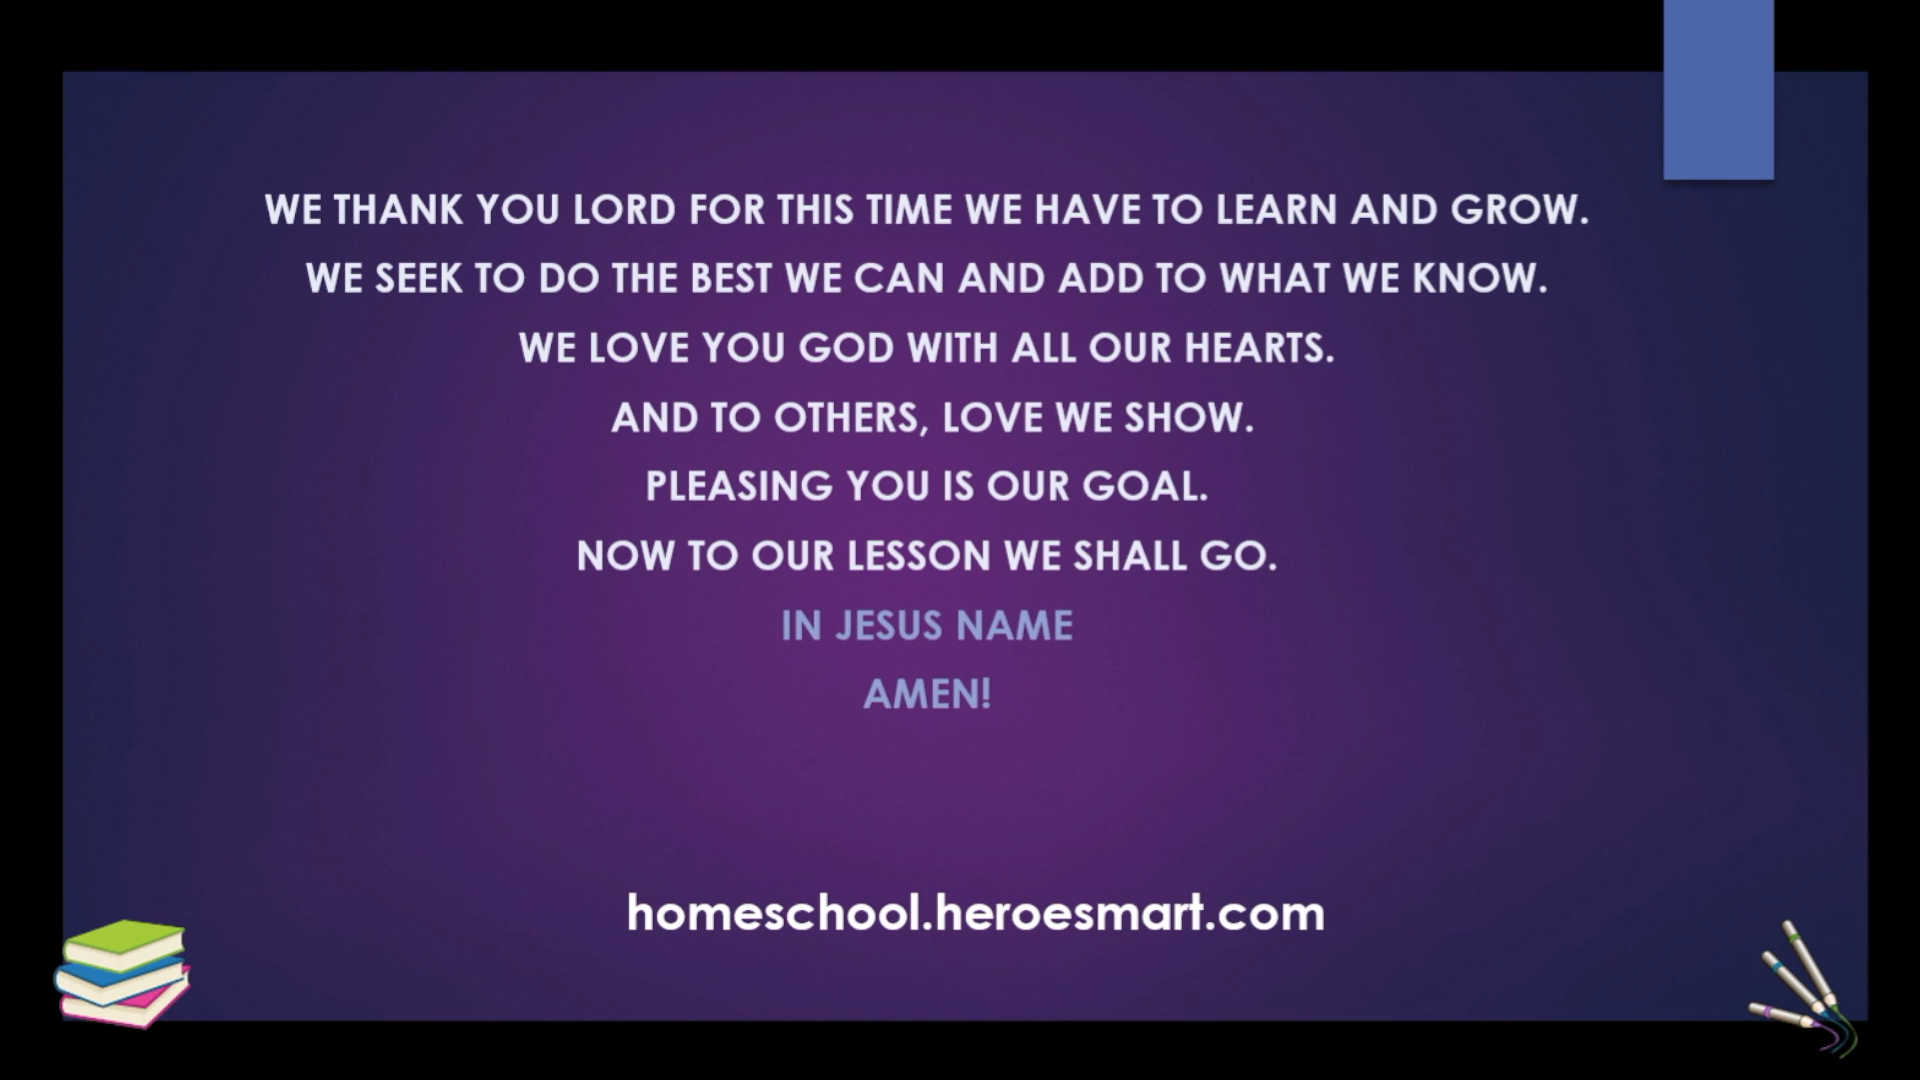 WE THANK YOU LORD FOR THIS TIME WE HAVE TO LEARN AND GROW.
WE SEEK TO DO THE BEST WE CAN AND ADD TO WHAT WE KNOW.
WE LOVE YOU GOD WITH ALL OUR HEARTS.
AND TO OTHERS, LOVE WE SHOW.
PLEASING YOU IS OUR GOAL.
NOW TO OUR LESSON WE SHALL GO.
IN JESUS NAME
AMEN!
homeschool.heroesmart.com